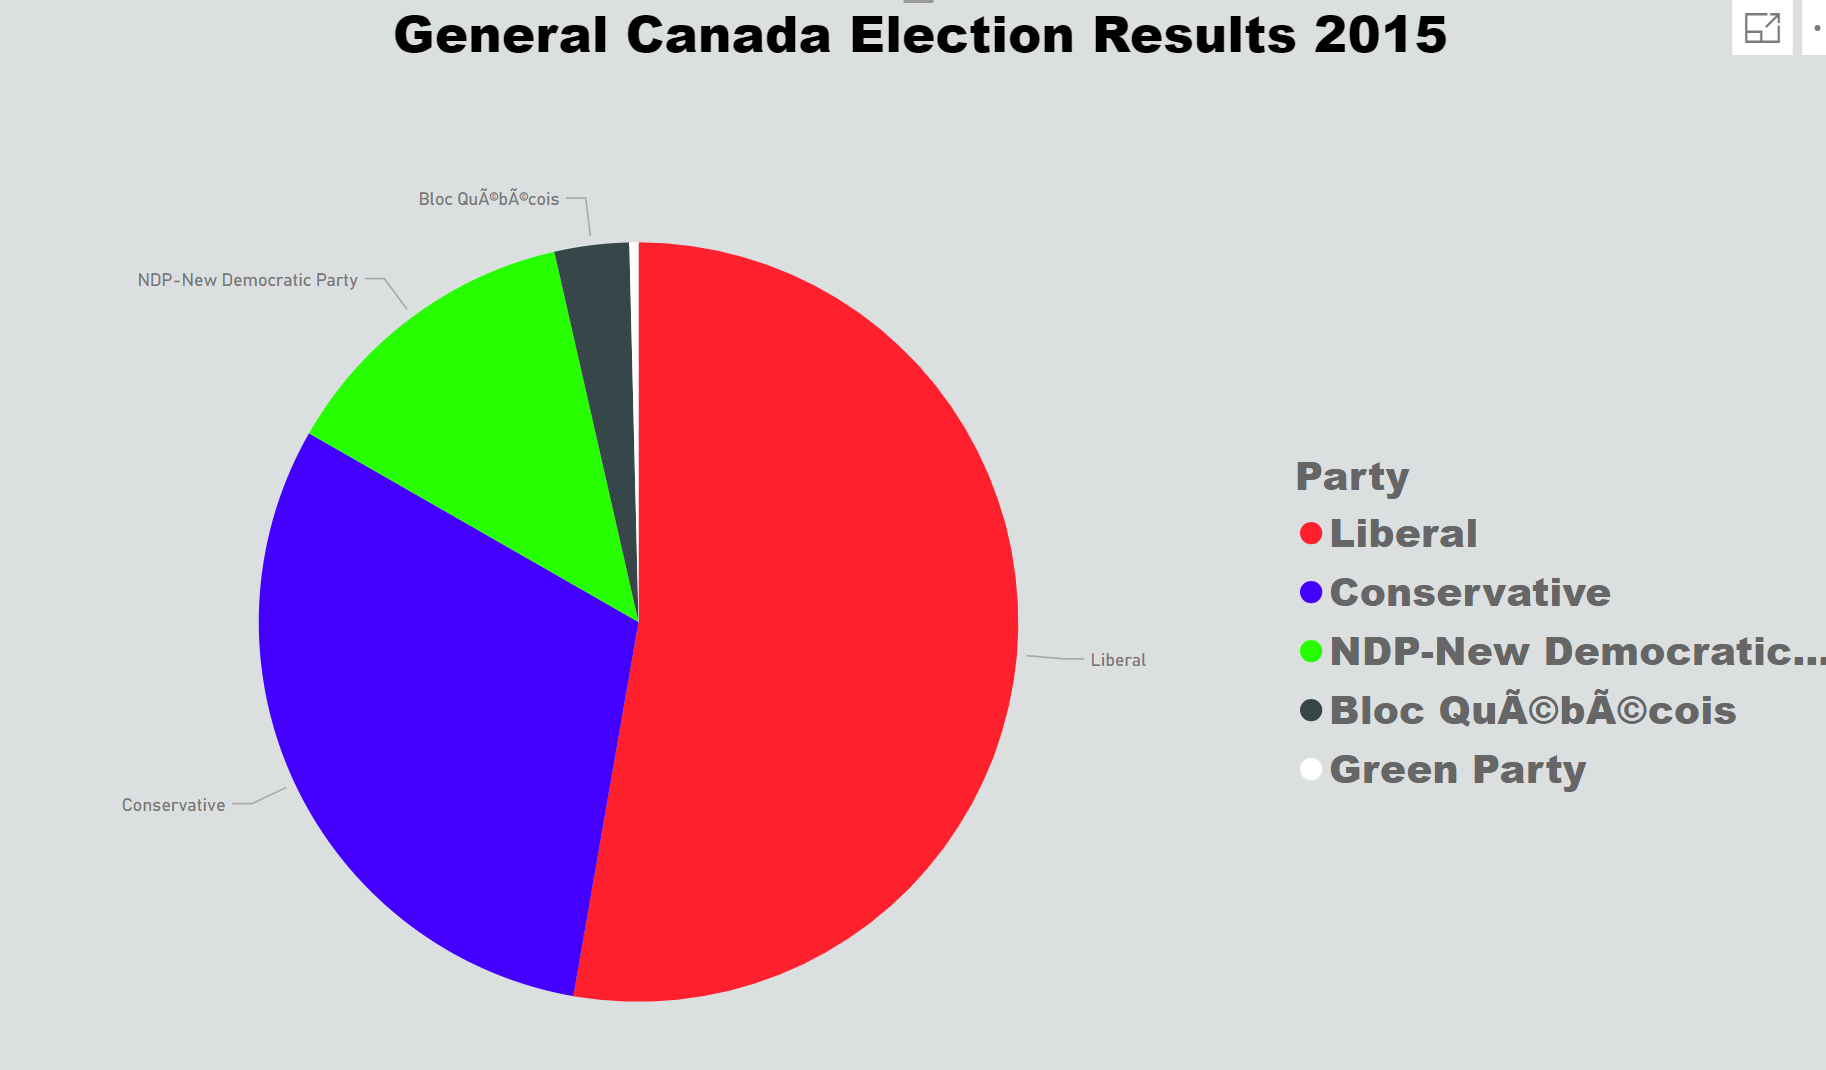 General Canada Election Results 2015
Bloc QuÃ©bÃ©cois
NDP-New Democratic Party
Liberal
Conservative
Party
Liberal
Conservative
NDP-New Democratic...
Bloc QuÃ©bÃ©cois
Green Party